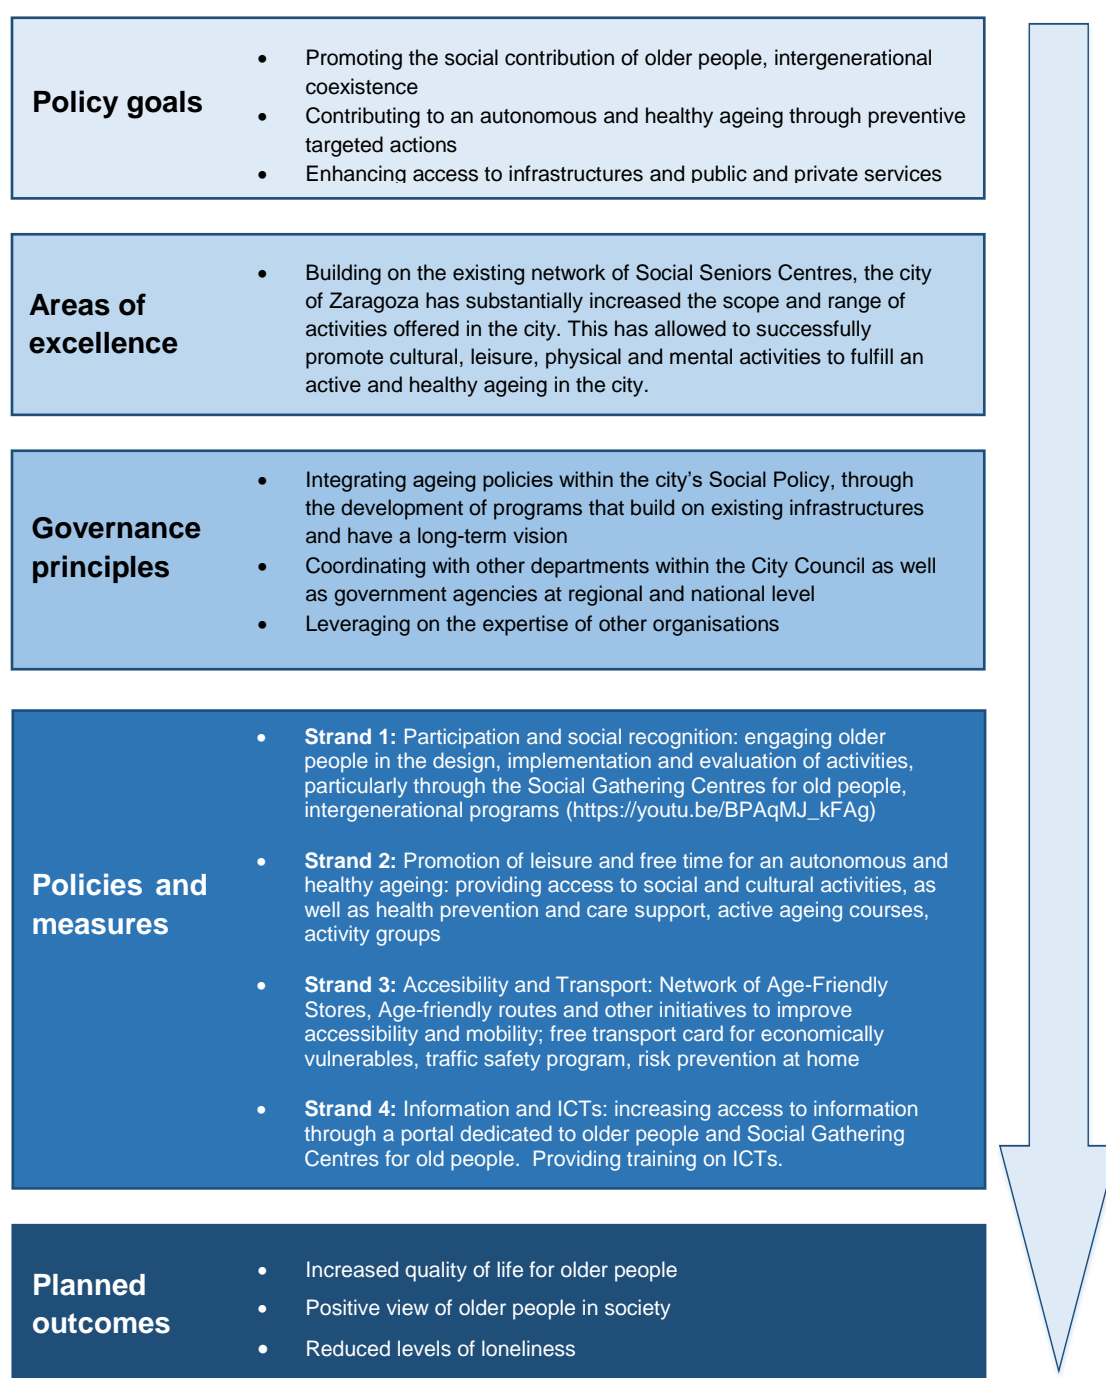 Policy goals
• Promoting the social contribution of older people, intergenerational
coexistence
• Contributing to an autonomous and healthy ageing through preventive
targeted actions
• Enhancing access to infrastructures and public and private services
Areas of
excellence
• Building on the existing network of Social Seniors Centres, the city
of Zaragoza has substantially increased the scope and range of
activities offered in the city. This has allowed to successfully
promote cultural, leisure, physical and mental activities to fulfill an
active and healthy ageing in the city.
Governance
principles
• Integrating ageing policies within the city’s Social Policy, through
the development of programs that build on existing infrastructures
and have a long-term vision
• Coordinating with other departments within the City Council as well
as government agencies at regional and national level
• Leveraging on the expertise of other organisations
Policies and
measures
• Strand 1: Participation and social recognition: engaging older
people in the design, implementation and evaluation of activities,
particularly through the Social Gathering Centres for old people,
intergenerational programs (https://youtu.be/BPAqMJ_kFAg)
• Strand 2: Promotion of leisure and free time for an autonomous and
healthy ageing: providing access to social and cultural activities, as
well as health prevention and care support, active ageing courses,
activity groups
• Strand 3: Accesibility and Transport: Network of Age-Friendly
Stores, Age-friendly routes and other initiatives to improve
accessibility and mobility; free transport card for economically
vulnerables, traffic safety program, risk prevention at home
• Strand 4: Information and ICTs: increasing access to information
through a portal dedicated to older people and Social Gathering
Centres for old people.  Providing training on ICTs.
Planned
outcomes
• Increased quality of life for older people
• Positive view of older people in society
• Reduced levels of loneliness